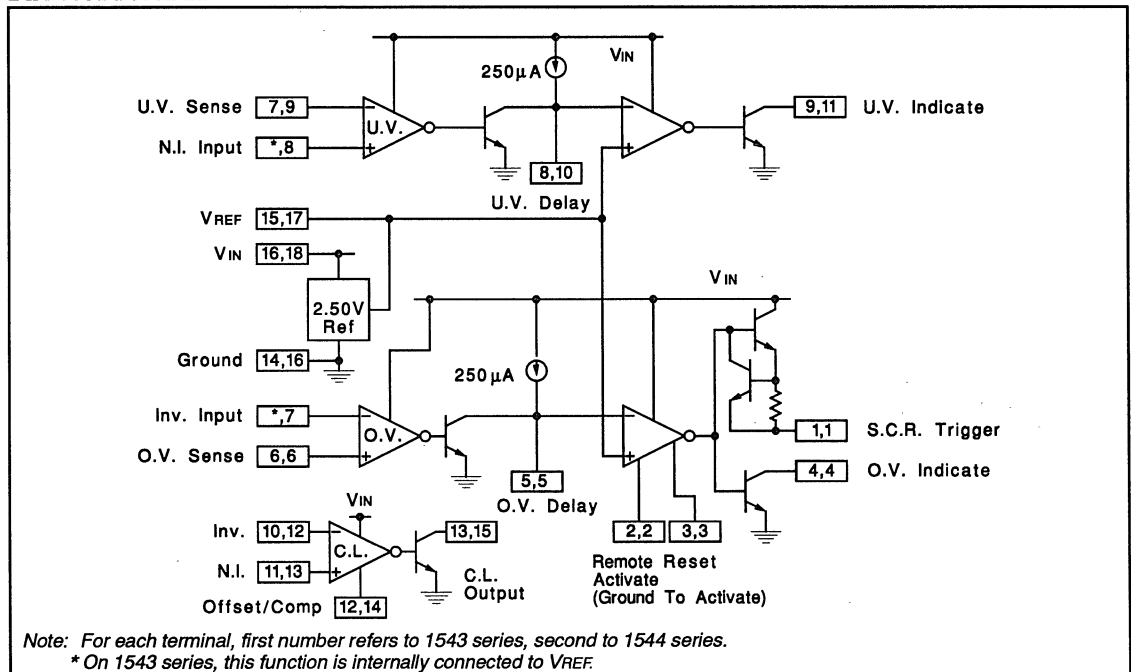 VIN
250µA
U.V. Sense 7,9
U.V.
9,11 U.V. Indicate
N.I. Input *,8
8,10
U.V. Delay
VREF 15,17
VIN 16,18
VIN
2.50V
Ref
Ground 14,16
250µA
Inv. Input *,7
O.V.
1,1 S.C.R. Trigger
O.V. Sense 6,6
4,4 O.V. Indicate
5,5
O.V. Delay
VIN
2,2 3,3
Inv. 10,12
13,15
C.L.
Remote Reset
Activate
(Ground To Activate)
N.I. 11,13
C.L.
Output
Offset/Comp 12,14
Note: For each terminal, first number refers to 1543 series, second to 1544 series.
* On 1543 series, this function is internally connected to VREF.